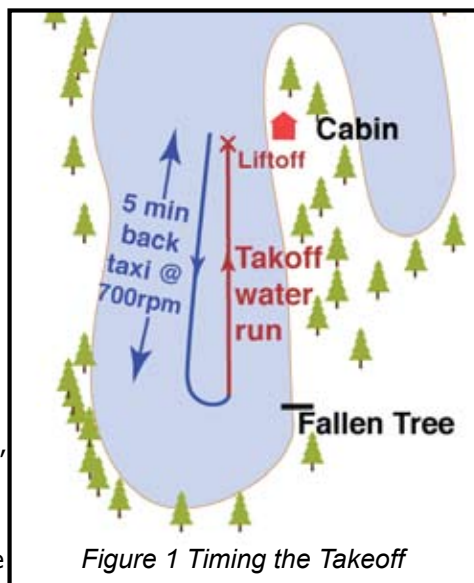 Cabin
Liftoff
5 min
back
taxi @
700rpm
Takoff
water
run
Fallen Tree
,
e
Figure 1 Timing the Takeoff